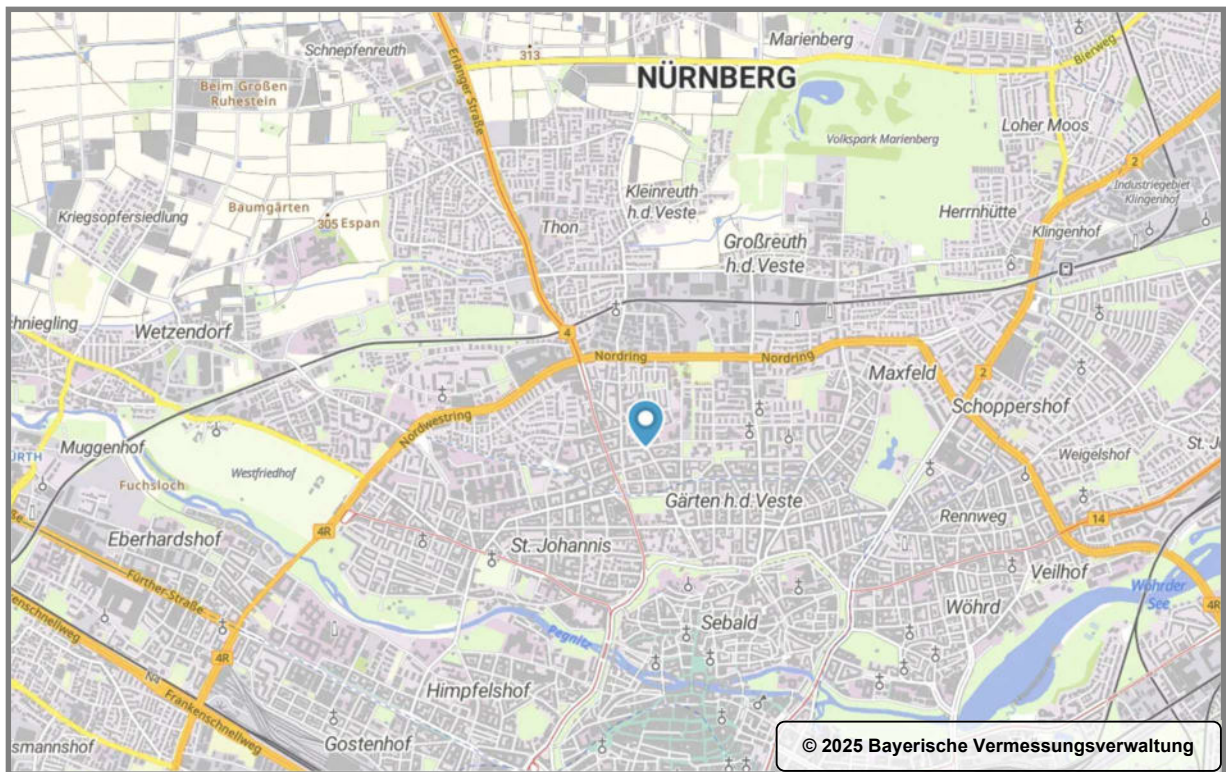 Schnepfenreuth
313
Marienberg
Bierweg
NÜRNBERG
Erlanger Straße
Beim Großen
Ruhestein
Volkspark Marienberg
Loher Moos
2
Kleinreuth
h.d.Veste
Industriegebiet
Klingenhof
Kriegsopfersiedlung
Baumgärten
305 Espan
Thon
Herrnhütte
Klingenhof
Großreuth
h.d.Veste
hniegling
Wetzendorf
4
Nordring
Nordring
Maxfeld
2
Schoppershof
Nordwestring
Muggenhof
ÜRTH
Westfriedhof
Weigelshof
St. J
Fuchsloch
Gärten h.d.Veste
Rennweg
14
4R
Eberhardshof
St. Johannis
Veilhof
Fürther-Straße
Wöhrder
See
Wöhrd
4R
Pegnitz
Sebald
enschnellweg
4R
N4
Himpfelshof
Frankenschnellweg
smannshof
Gostenhof
© 2025 Bayerische Vermessungsverwaltung